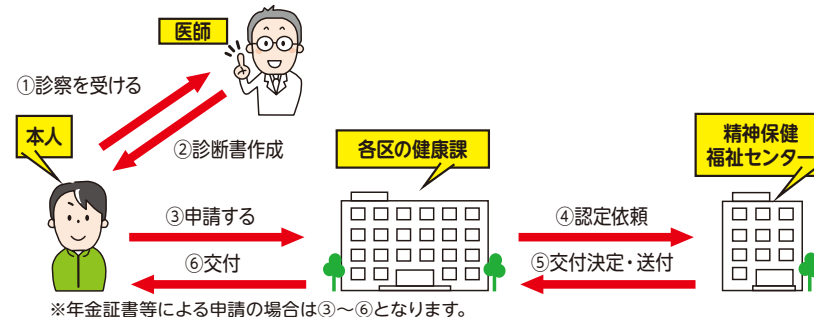 医師
①診察を受ける
本人
②診断書作成
各区の健康課
精神保健
福祉センター
③申請する
④認定依頼
⑥交付
⑤交付決定・送付
※年金証書等による申請の場合は③~⑥となります。